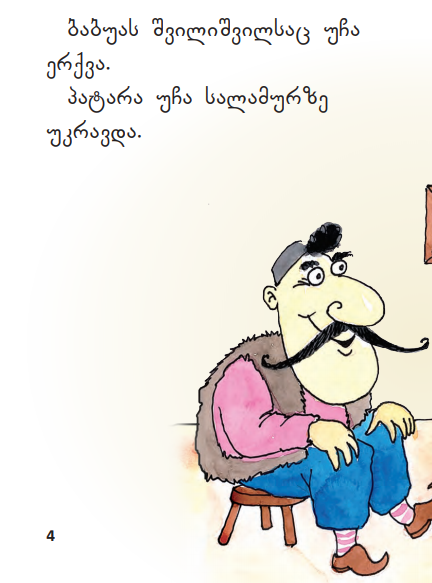 ბაბუას შვილიშვილსაც უჩა
ერქვა.
პატარა უჩა სალამურზე
უკრავდა.
4